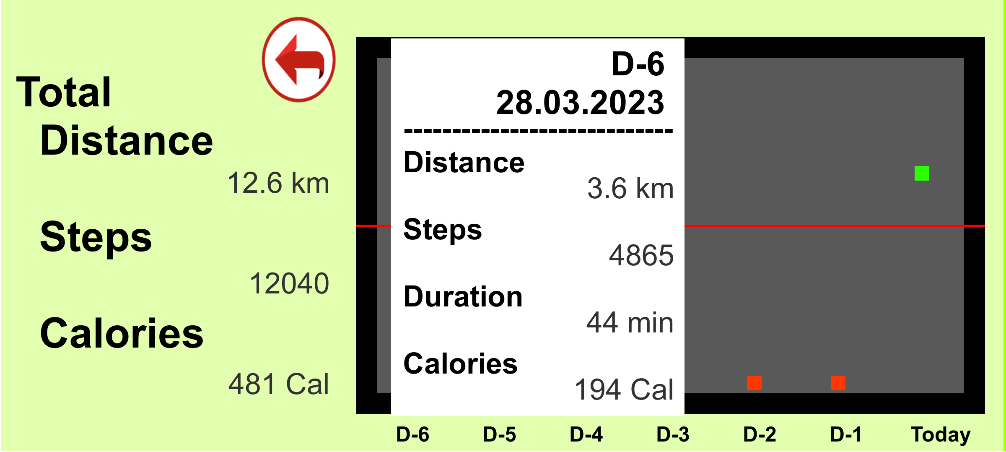 Total
Distance
12.6 km
Steps
12040
Calories
481 Cal
D-6
28.03.2023
----------------------------
Distance
3.6 km
Steps
4865
Duration
44 min
Calories
194 Cal
D-6 D-5 D-4 D-3 D-2 D-1 Today